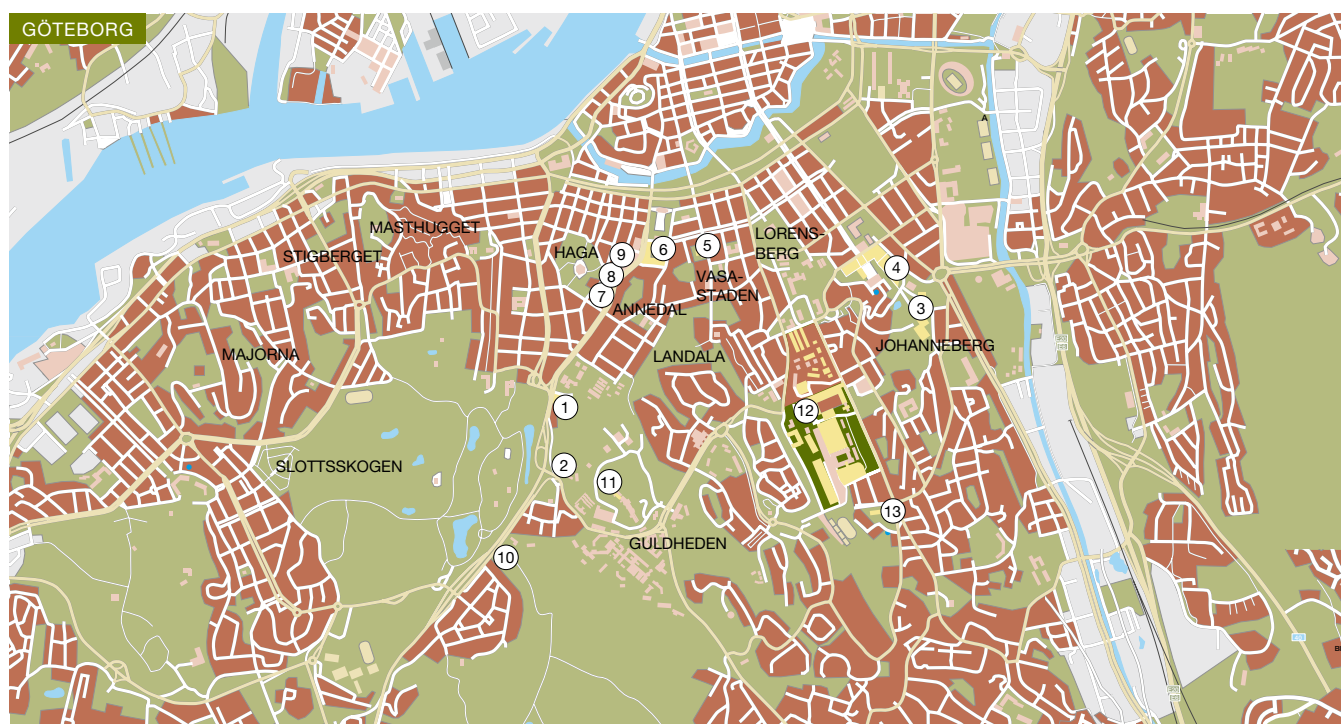 GÖTEBORG
A
MASTHUGGET
LORENS-
BERG
STIGBERGET
HAGA
9
6
5
8
7
VASA-
STADEN
4
ANNEDAL
3
MAJORNA
LANDALA
JOHANNEBERG
1
12
SLOTTSSKOGEN
2
11
13
GULDHEDEN
10